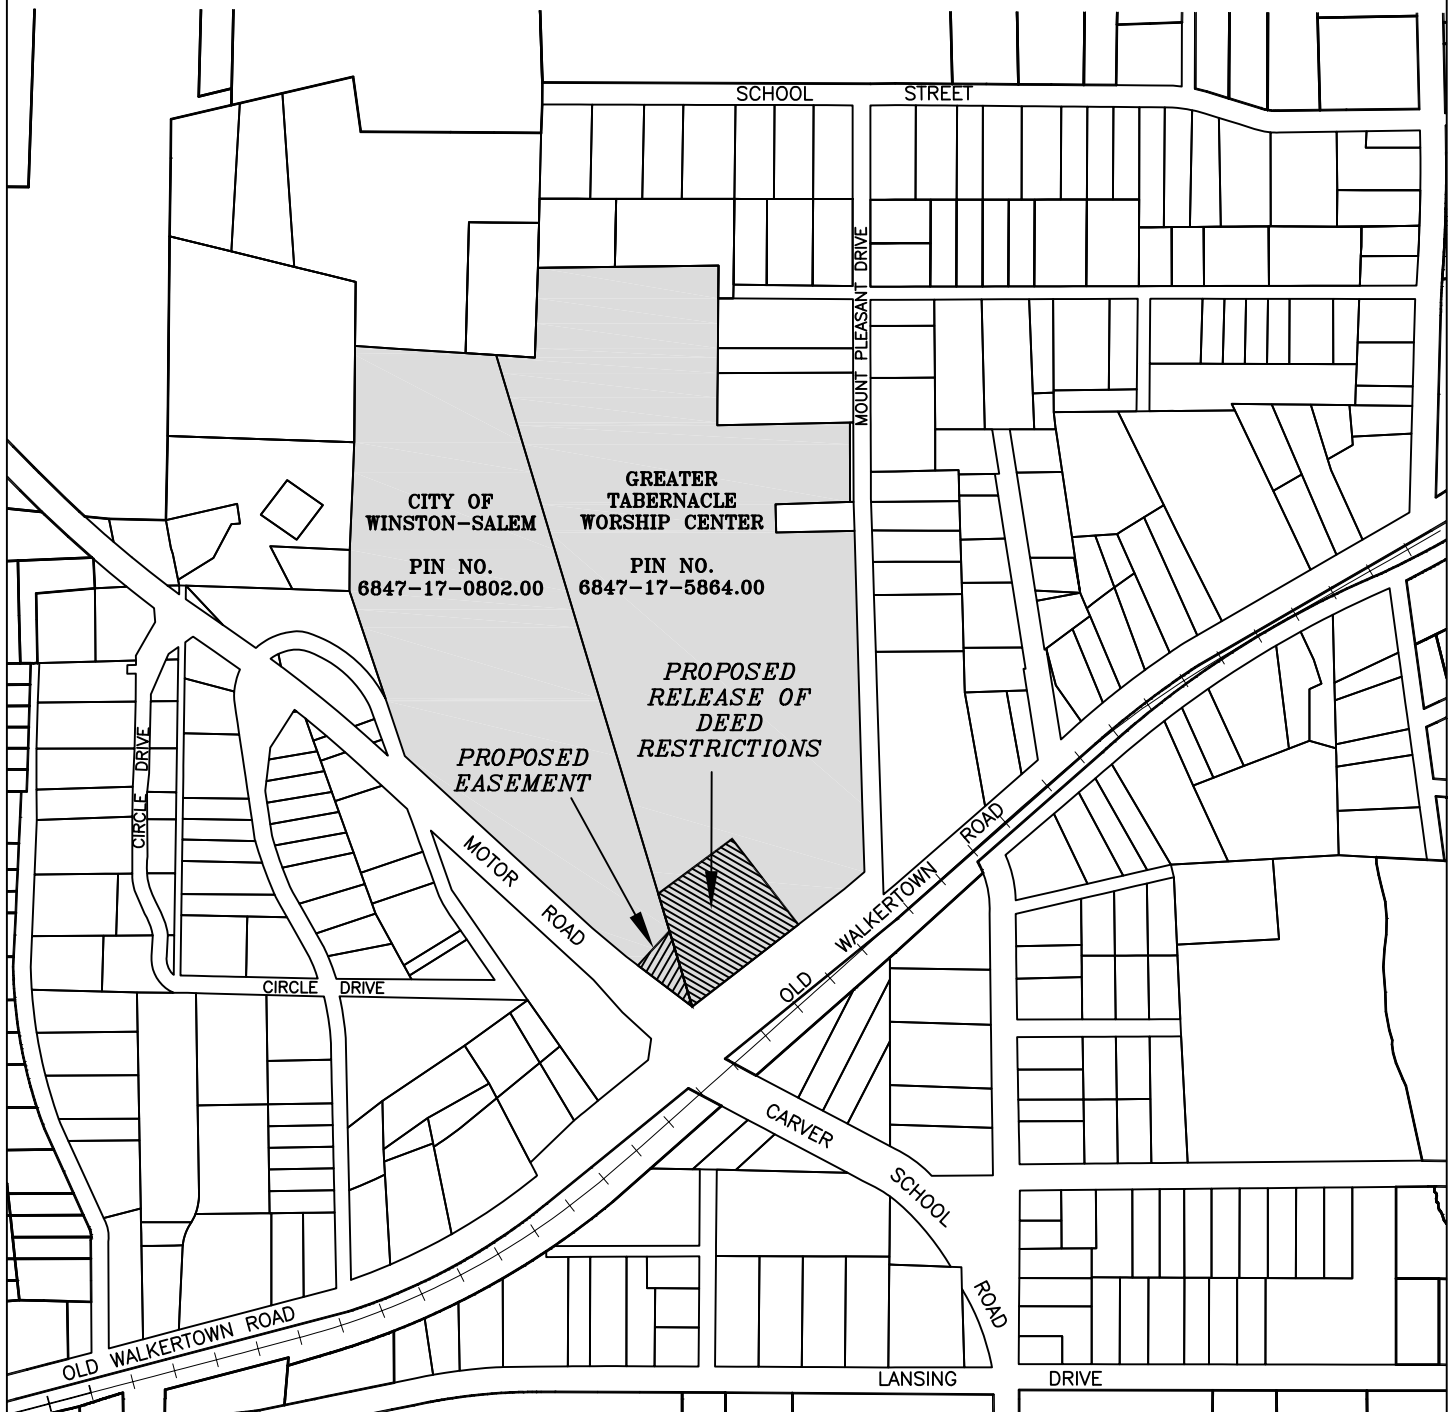 SCHOOL STREET
MOUNT PLEASANT DRIVE
CITY OF
WINSTON-SALEM
PIN NO.
6847-17-0802.00
GREATER
TABERNACLE
WORSHIP CENTER
PIN NO.
6847-17-5864.00
PROPOSED
RELEASE OF
DEED
RESTRICTIONS
PROPOSED
EASEMENT
CIRCLE DRIVE
MOTOR ROAD
OLD WALKERTOWN ROAD
CIRCLE DRIVE
CARVER SCHOOL ROAD
OLD WALKERTOWN ROAD
LANSING DRIVE